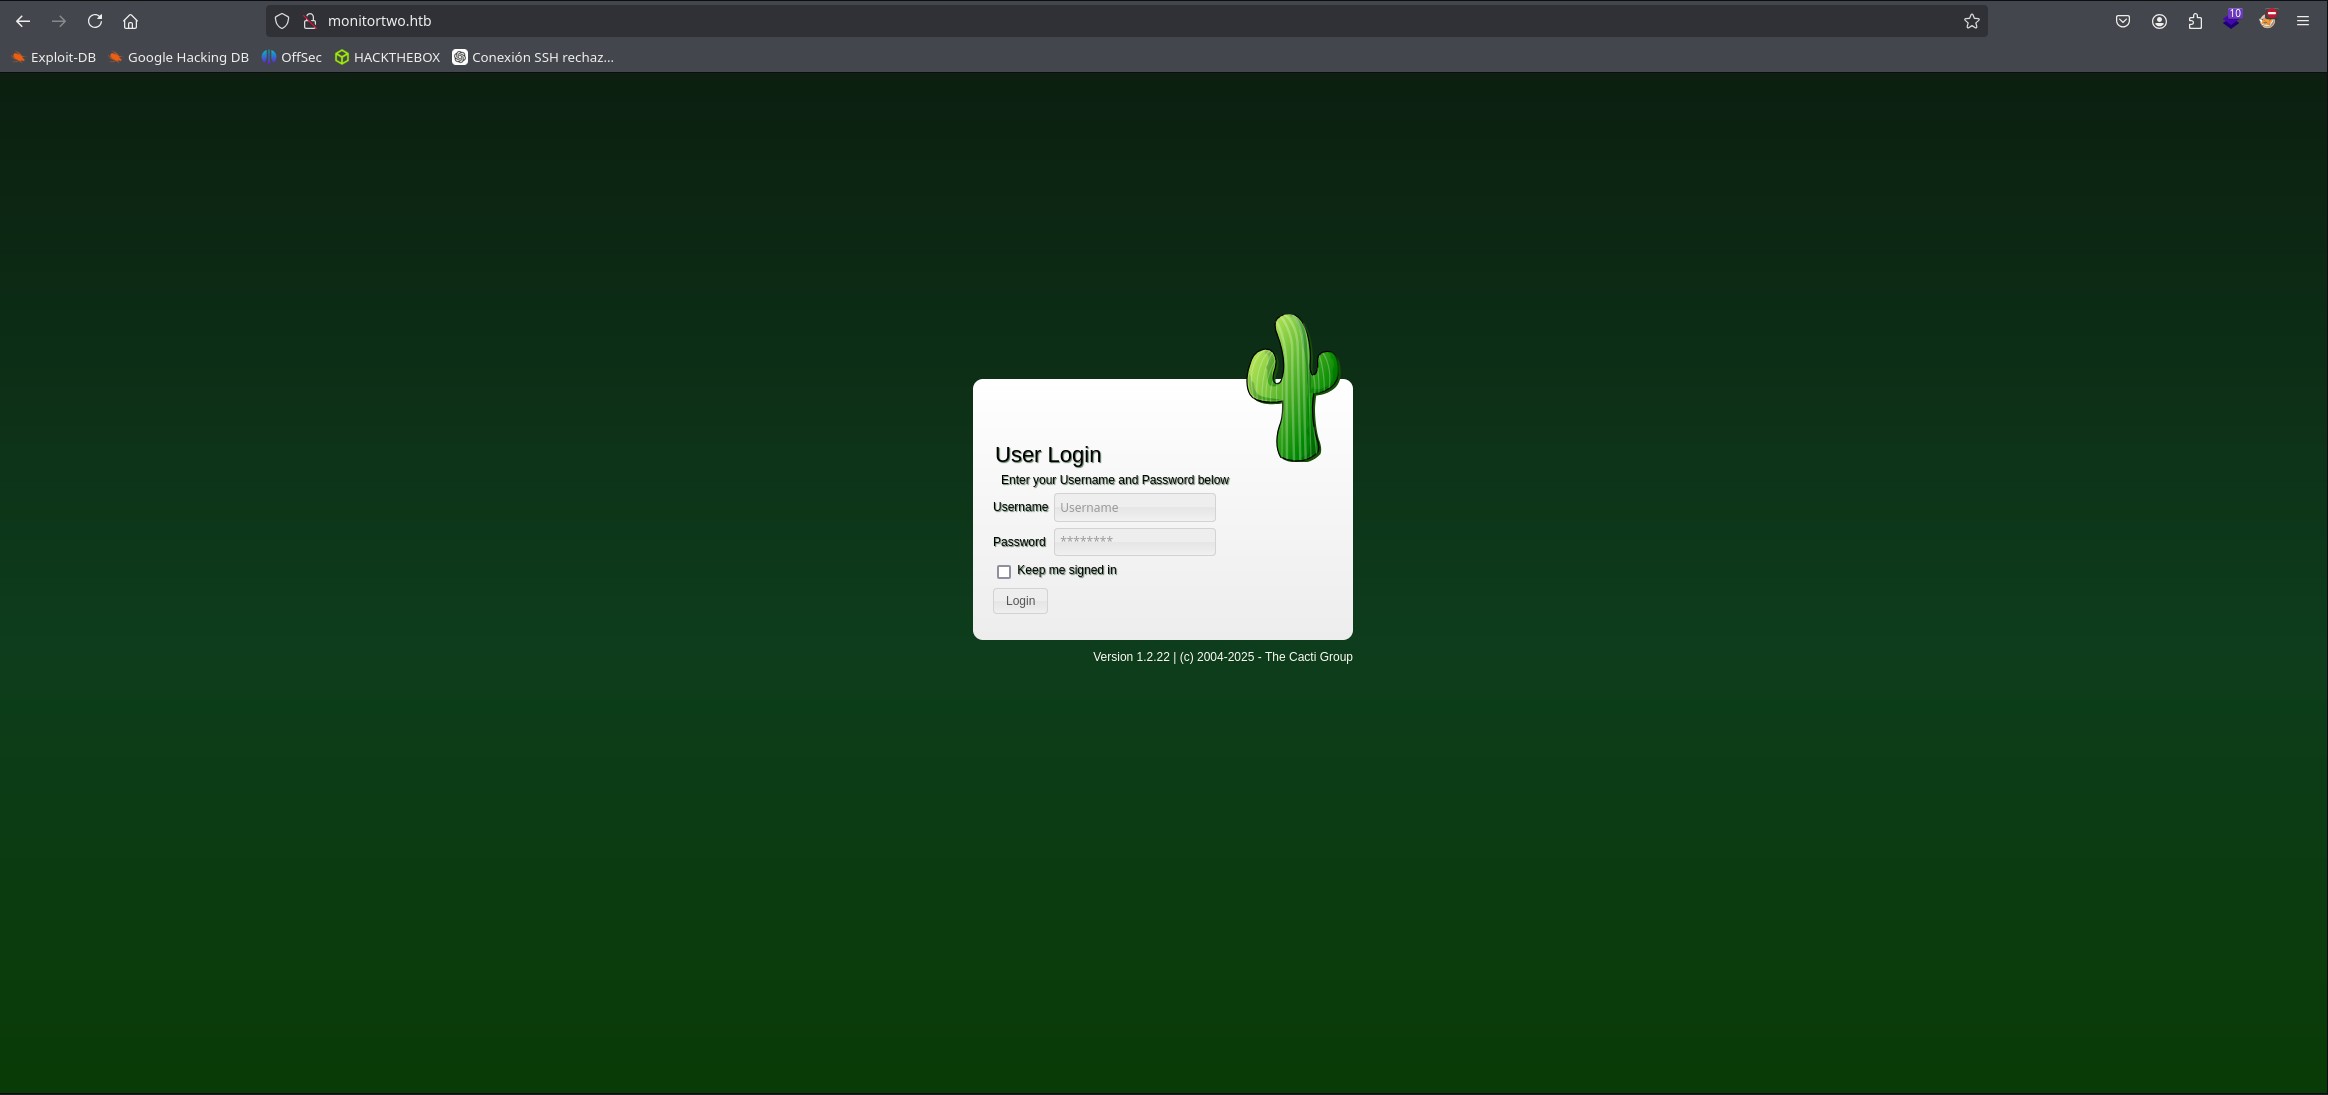 monitortwo.htb
10
Exploit-DB Google Hacking DB OffSec HACKTHEBOX Conexión SSH rechaz...
User Login
Enter your Username and Password below
Username Username
Password ********
Keep me signed in
Login
Version 1.2.22 | (c) 2004-2025 - The Cacti Group